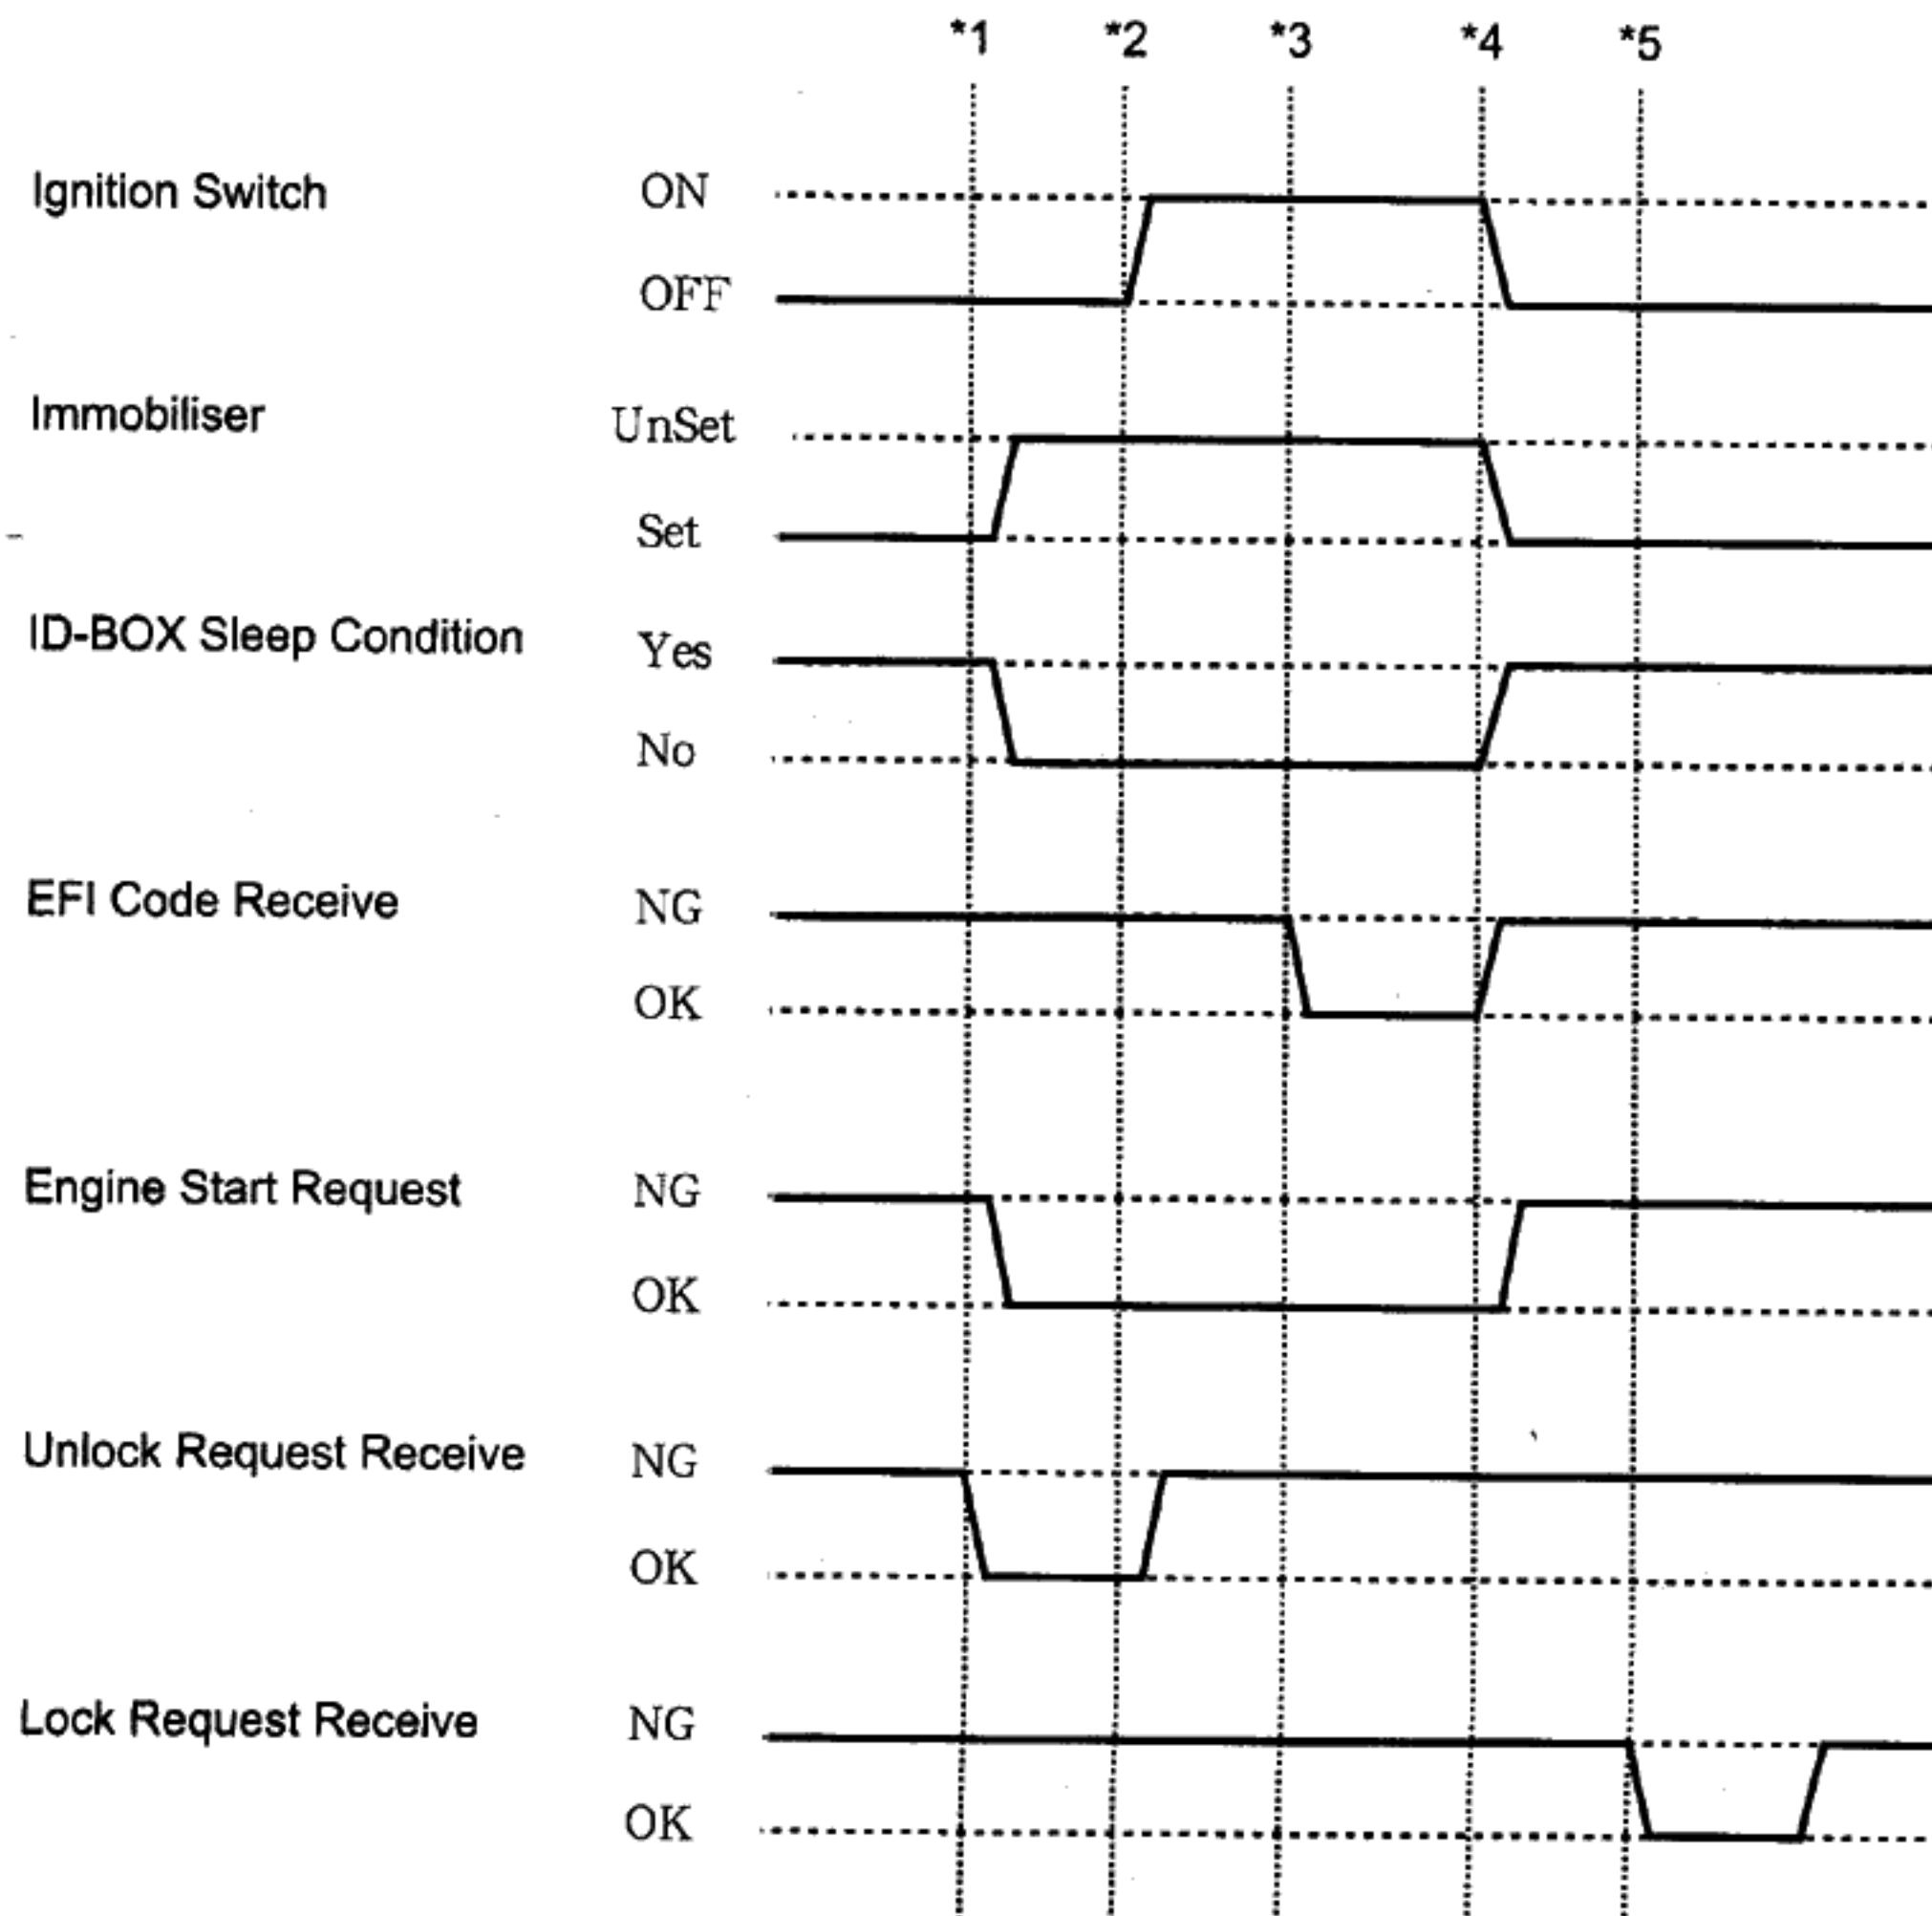 *1 *2 *3 *4 *5
Ignition Switch ON
OFF
Immobiliser UnSet
Set
ID-BOX Sleep Condition Yes
No
EFI Code Receive NG
OK
Engine Start Request NG
OK
Unlock Request Receive NG
OK
Lock Request Receive NG
OK